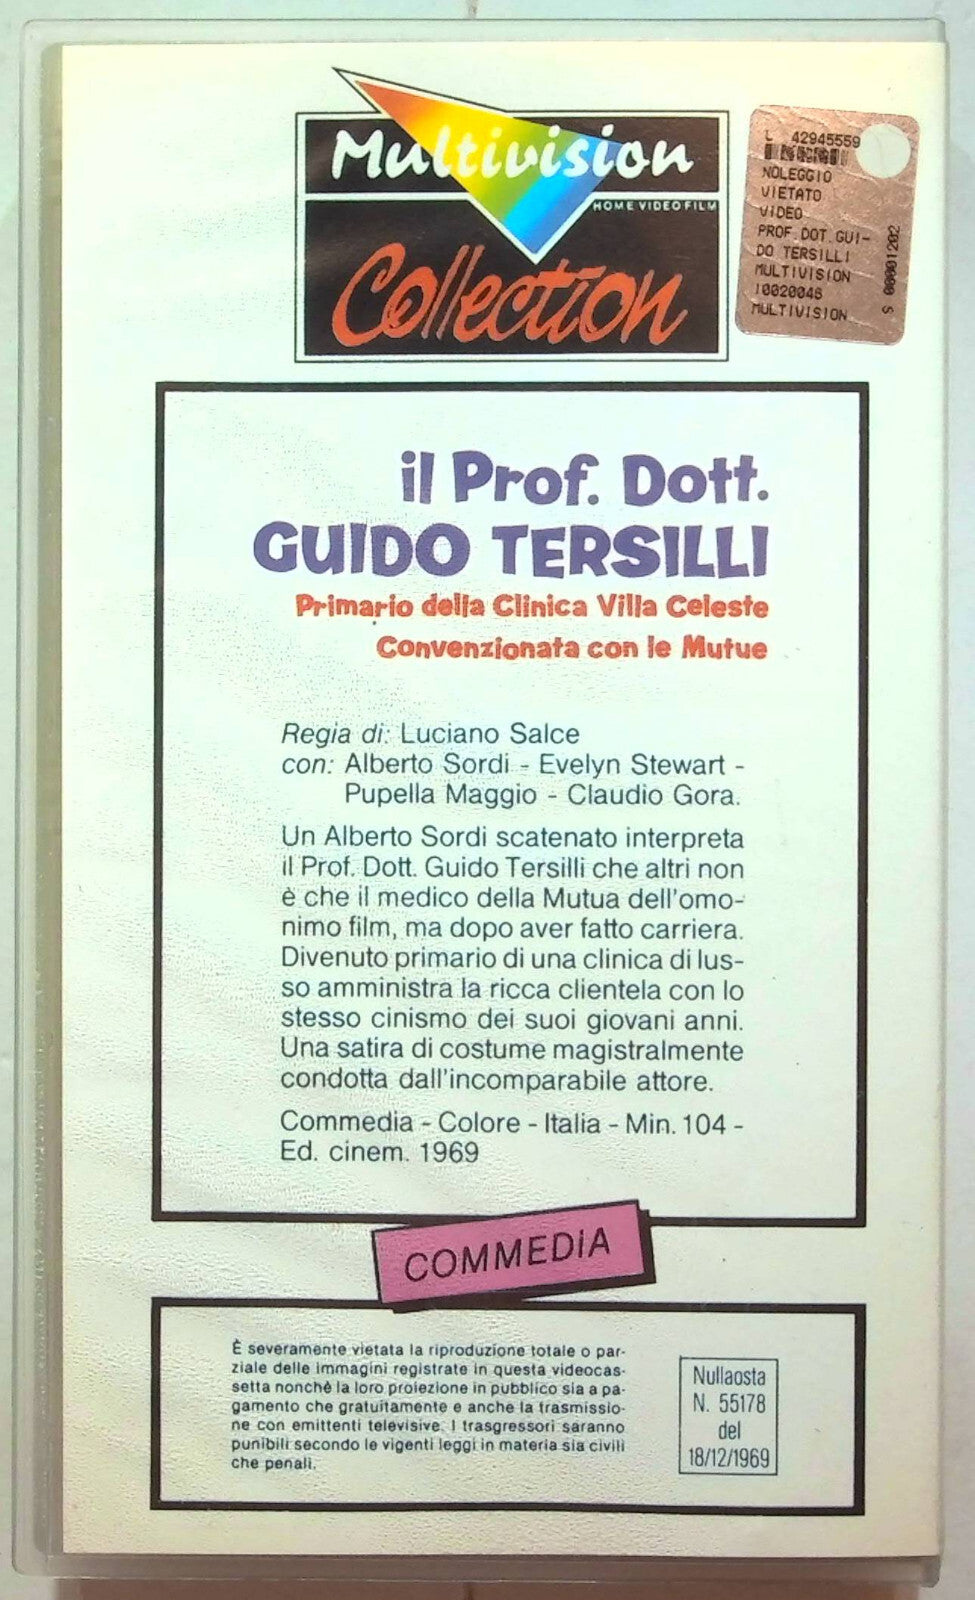 Multivision
HOME VIDEO FILM
Collection
L 42945559
NOLEGGIO
VIETATO
VIDEO
PROF.DOT.GUI-
DO TERSILLI
MULTIVISION
10020046
MULTIVISION
S 00001202
il Prof. Dott.
GUIDO TERSILLI
Primario della Clinica Villa Celeste
Convenzionata con le Mutue
Regia di: Luciano Salce
con: Alberto Sordi - Evelyn Stewart -
Pupella Maggio - Claudio Gora.
Un Alberto Sordi scatenato interpreta
il Prof. Dott. Guido Tersilli che altri non
è che il medico della Mutua dell'omo-
nimo film, ma dopo aver fatto carriera.
Divenuto primario di una clinica di lus-
so amministra la ricca clientela con lo
stesso cinismo dei suoi giovani anni.
Una satira di costume magistralmente
condotta dall'incomparabile attore.
Commedia - Colore - Italia - Min. 104 -
Ed. cinem. 1969
COMMEDIA
È severamente vietata la riproduzione totale o par-
ziale delle immagini registrate in questa videocas-
setta nonchè la loro proiezione in pubblico sia a pa-
gamento che gratuitamente e anche la trasmissio-
ne con emittenti televisive. I trasgressori saranno
punibili secondo le vigenti leggi in materia sia civili
che penali.
Nullaosta
N. 55178
del
18/12/1969